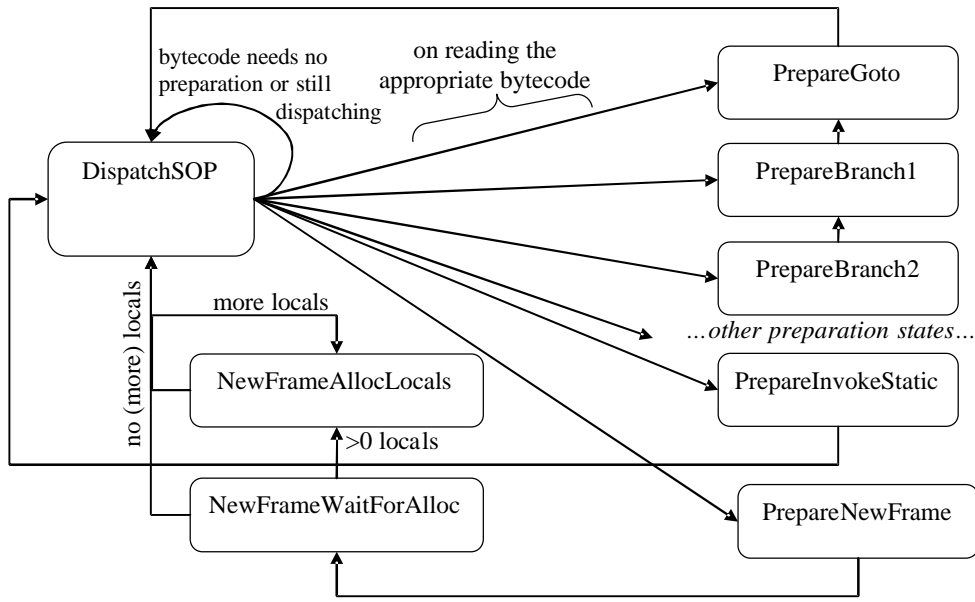 bytecode needs no
preparation or still
dispatching
on reading the
appropriate bytecode
PrepareGoto
DispatchSOP
PrepareBranch1
PrepareBranch2
...other preparation states...
more locals
no (more) locals
NewFrameAllocLocals
PrepareInvokeStatic
>0 locals
NewFrameWaitForAlloc
PrepareNewFrame